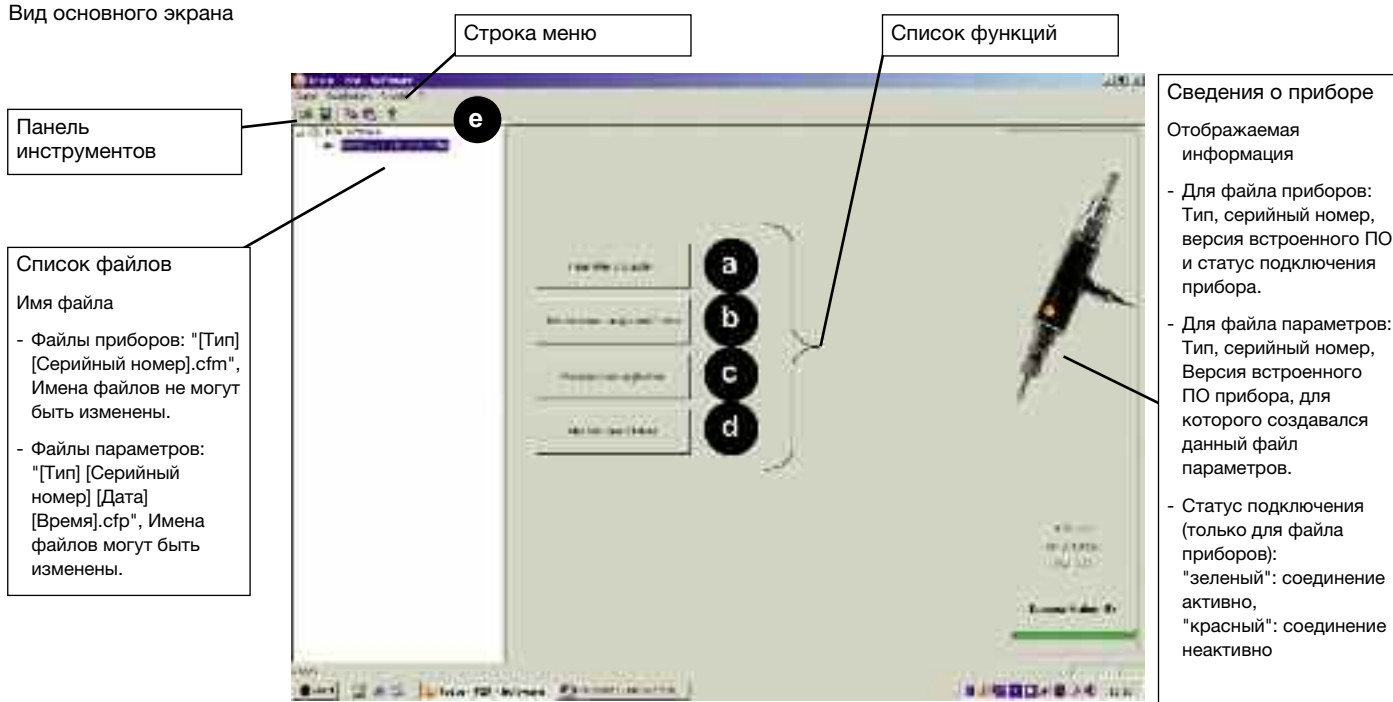 Вид основного экрана
Строка меню
Список функций
Панель
инструментов
Список файлов
Имя файла
- Файлы приборов: "[Тип]
[Серийный номер].cfm",
Имена файлов не могут
быть изменены.
- Файлы параметров:
"[Тип] [Серийный
номер] [Дата]
[Время].cfp", Имена
файлов могут быть
изменены.
e
a
b
c
d
Сведения о приборе
Отображаемая
информация
- Для файла приборов:
Тип, серийный номер,
версия встроенного ПО
и статус подключения
прибора.
- Для файла параметров:
Тип, серийный номер,
Версия встроенного
ПО прибора, для
которого создавался
данный файл
параметров.
- Статус подключения
(только для файла
приборов):
"зеленый": соединение
активно,
"красный": соединение
неактивно